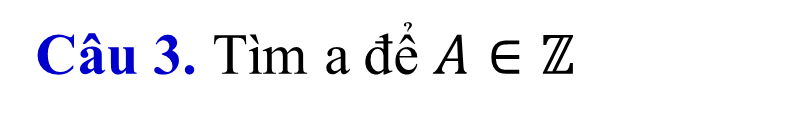 Câu 3. Tìm a để A ∈ ℤ